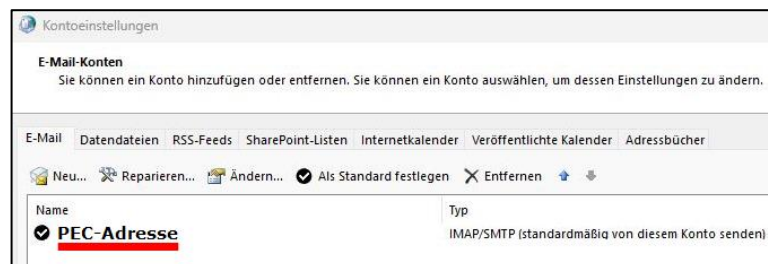 Kontoeinstellungen
E-Mail-Konten
Sie können ein Konto hinzufügen oder entfernen. Sie können ein Konto auswählen, um dessen Einstellungen zu ändern.
E-Mail Datendateien RSS-Feeds SharePoint-Listen Internetkalender Veröffentlichte Kalender Adressbücher
Neu... Reparieren... Ändern... Als Standard festlegen Entfernen
Name Typ
PEC-Adresse IMAP/SMTP (standardmäßig von diesem Konto senden)